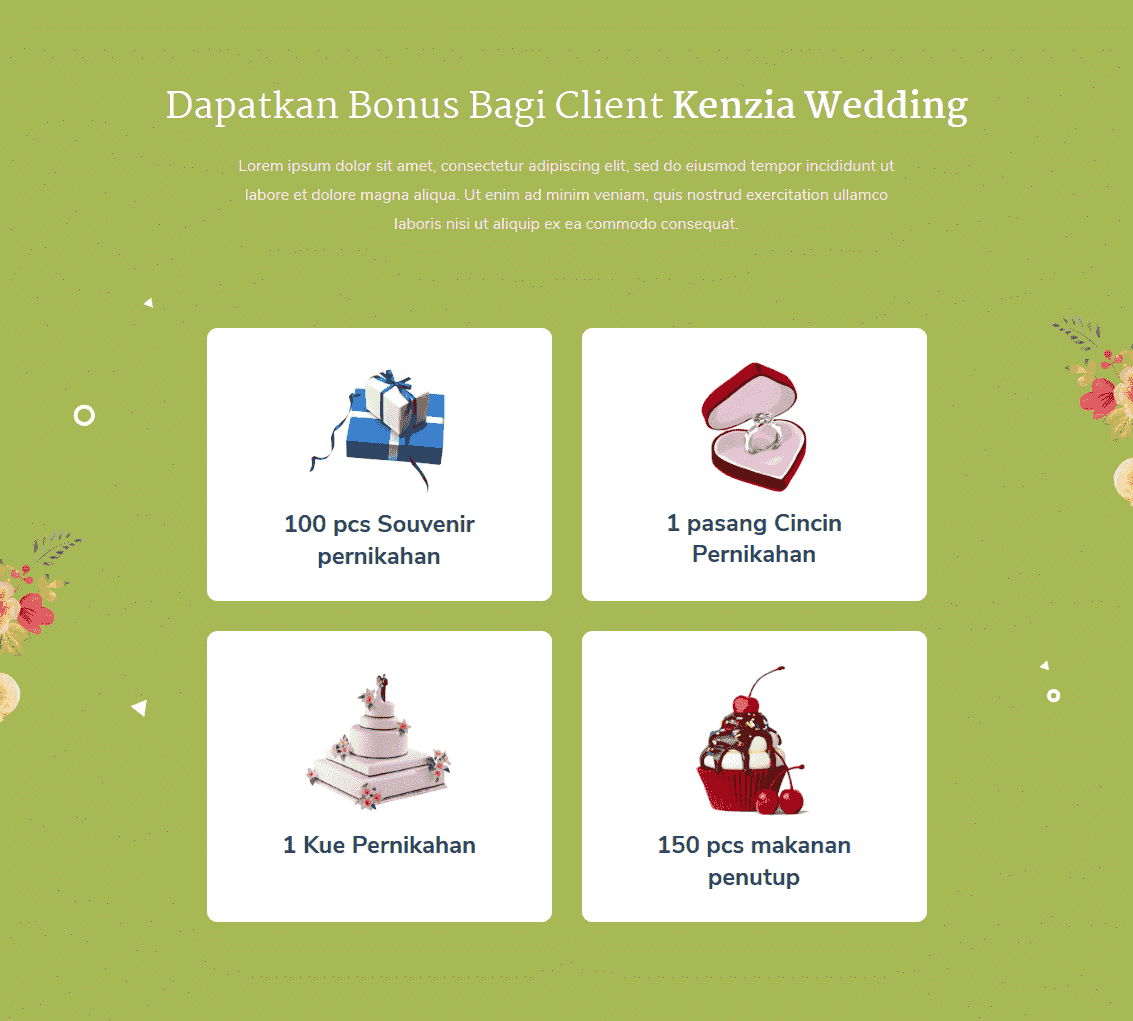 Dapatkan Bonus Bagi Client Kenzia Wedding
Lorem ipsum dolor sit amet, consectetur adipiscing elit, sed do eiusmod tempor incididunt ut
labore et dolore magna aliqua. Ut enim ad minim veniam, quis nostrud exercitation ullamco
laboris nisi ut aliquip ex ea commodo consequat.
100 pcs Souvenir
pernikahan
1 pasang Cincin
Pernikahan
1 Kue Pernikahan
150 pcs makanan
penutup